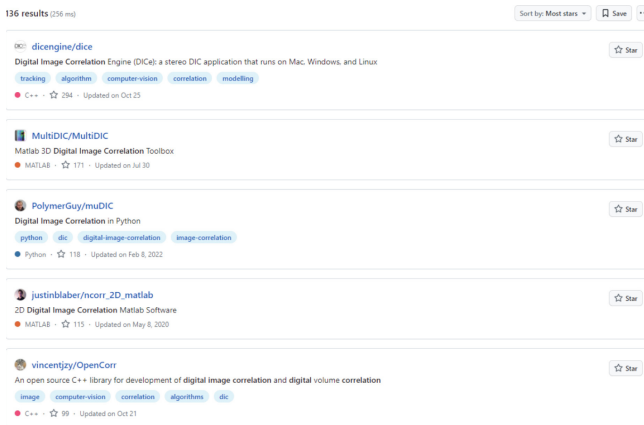 136 results (256 ms)
Sort by: Most stars
Save
dicengine/dice
Star
Digital Image Correlation Engine (DICe): a stereo DIC application that runs on Mac, Windows, and Linux
tracking algorithm computer-vision correlation modelling
C++ · 294 · Updated on Oct 25
MultiDIC/MultiDIC
Star
Matlab 3D Digital Image Correlation Toolbox
MATLAB · 171 · Updated on Jul 30
PolymerGuy/muDIC
Star
Digital Image Correlation in Python
python dic digital-image-correlation image-correlation
Python · 118 · Updated on Feb 8, 2022
justinblaber/ncorr_2D_matlab
Star
2D Digital Image Correlation Matlab Software
MATLAB · 115 · Updated on May 8, 2020
vincentjzy/OpenCorr
Star
An open source C++ library for development of digital image correlation and digital volume correlation
image computer-vision correlation algorithms dic
C++ · 99 · Updated on Oct 21